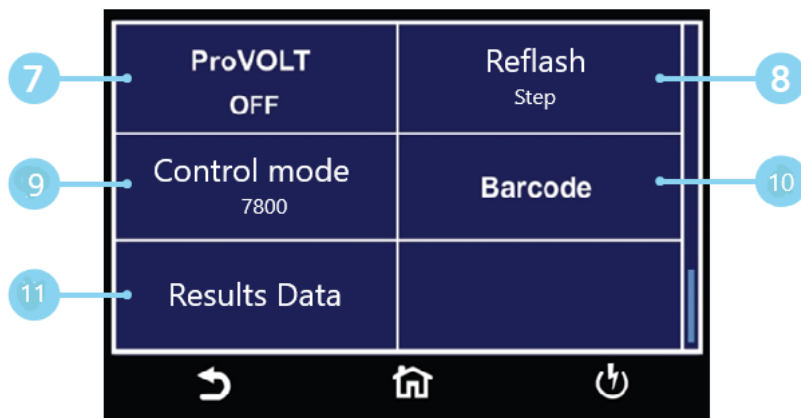 7
ProVOLT
OFF
Reflash
Step
8
9
Control mode
7800
Barcode
10
11
Results Data